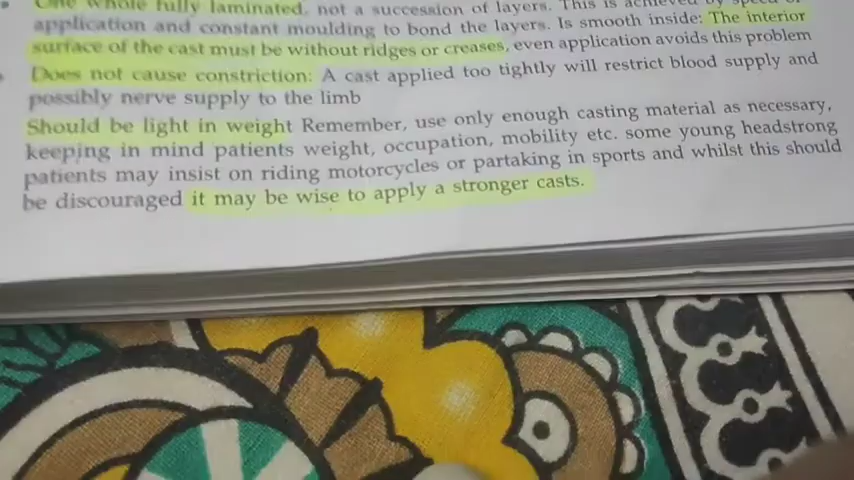 One whole fully laminated, not a succession of layers. This is achieved by speed of
application and constant moulding to bond the layers. Is smooth inside: The interior
surface of the cast must be without ridges or creases, even application avoids this problem
Does not cause constriction: A cast applied too tightly will restrict blood supply and
possibly nerve supply to the limb
Should be light in weight Remember, use only enough casting material as necessary,
keeping in mind patients weight, occupation, mobility etc. some young headstrong
patients may insist on riding motorcycles or partaking in sports and whilst this should
be discouraged it may be wise to apply a stronger casts.